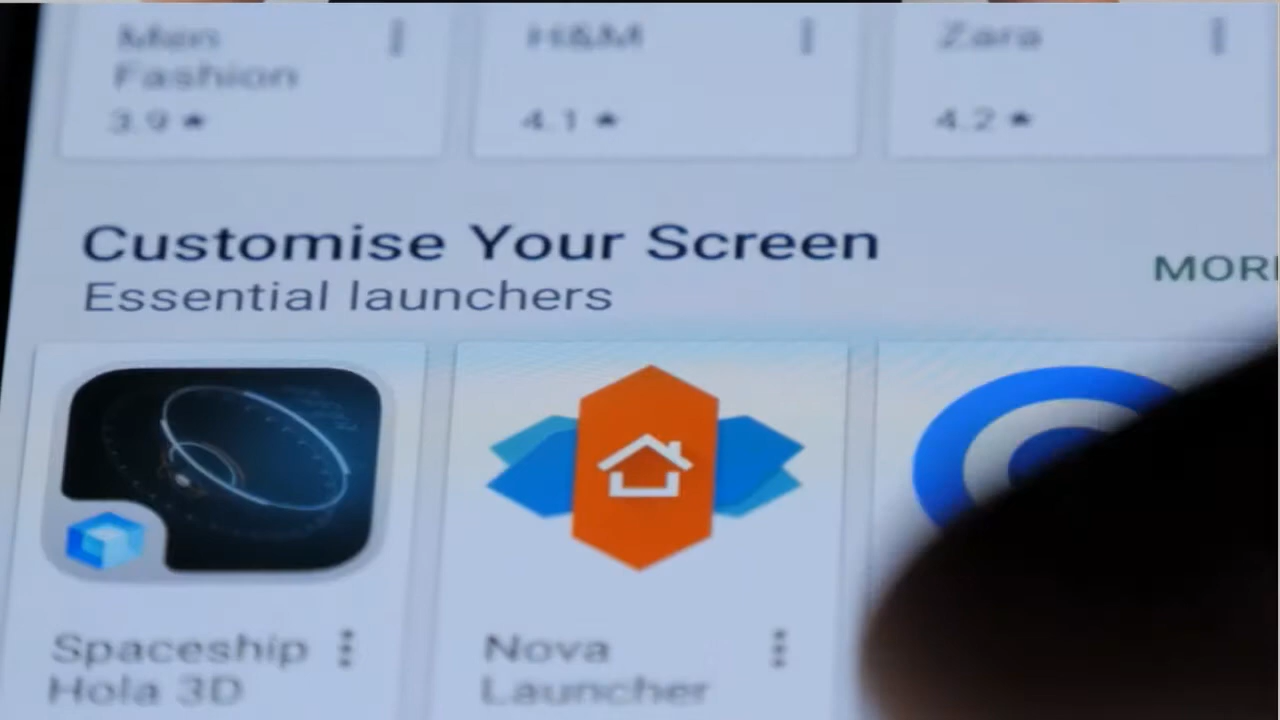 Men
Fashion
3.9 ★
H&M
4.1 ★
Zara
4.2 ★
Customise Your Screen
Essential launchers
MOR
Spaceship
Hola 3D
Nova
Launcher